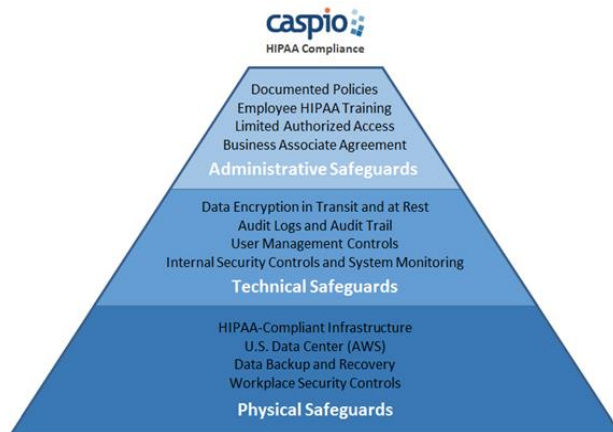 caspio
HIPAA Compliance
Documented Policies
Employee HIPAA Training
Limited Authorized Access
Business Associate Agreement
Administrative Safeguards
Data Encryption in Transit and at Rest
Audit Logs and Audit Trail
User Management Controls
Internal Security Controls and System Monitoring
Technical Safeguards
HIPAA-Compliant Infrastructure
U.S. Data Center (AWS)
Data Backup and Recovery
Workplace Security Controls
Physical Safeguards